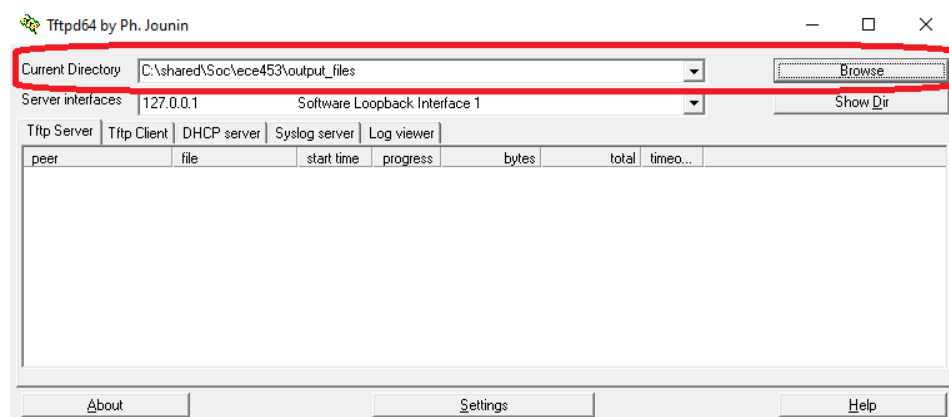 Tftpd64 by Ph. Jounin
Current Directory C:\shared\Soc\ece453\output_files Browse
Server interfaces 127.0.0.1 Software Loopback Interface 1 Show Dir
Tftp Server Tftp Client DHCP server Syslog server Log viewer
peer file start time progress bytes total timeo...
About Settings Help